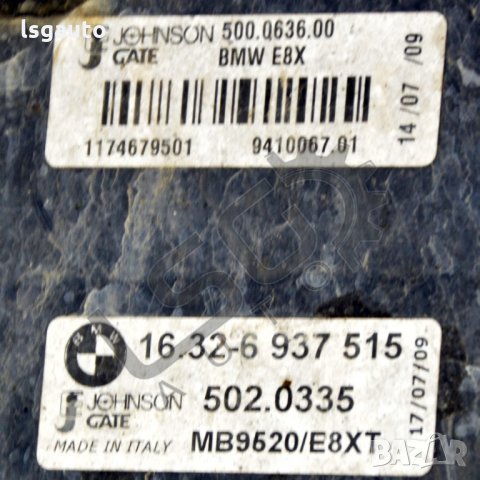 lsgauto
JOHNSON 500.0636.00
GATE BMW E8X
1174679501 9410067.01
14/07 /09
BMW
16.32-6 937 515
JOHNSON 502.0335
GATE
MADE IN ITALY MB9520/E8XT
17/07/09
BAZAR